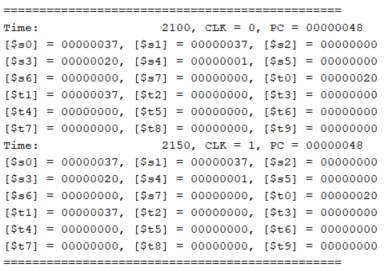 ===============================================
Time: 2100, CLK = 0, PC = 00000048
[$s0] = 00000037, [$s1] = 00000037, [$s2] = 00000000
[$s3] = 00000020, [$s4] = 00000001, [$s5] = 00000000
[$s6] = 00000000, [$s7] = 00000000, [$t0] = 00000020
[$t1] = 00000037, [$t2] = 00000000, [$t3] = 00000000
[$t4] = 00000000, [$t5] = 00000000, [$t6] = 00000000
[$t7] = 00000000, [$t8] = 00000000, [$t9] = 00000000
Time: 2150, CLK = 1, PC = 00000048
[$s0] = 00000037, [$s1] = 00000037, [$s2] = 00000000
[$s3] = 00000020, [$s4] = 00000001, [$s5] = 00000000
[$s6] = 00000000, [$s7] = 00000000, [$t0] = 00000020
[$t1] = 00000037, [$t2] = 00000000, [$t3] = 00000000
[$t4] = 00000000, [$t5] = 00000000, [$t6] = 00000000
[$t7] = 00000000, [$t8] = 00000000, [$t9] = 00000000
===============================================